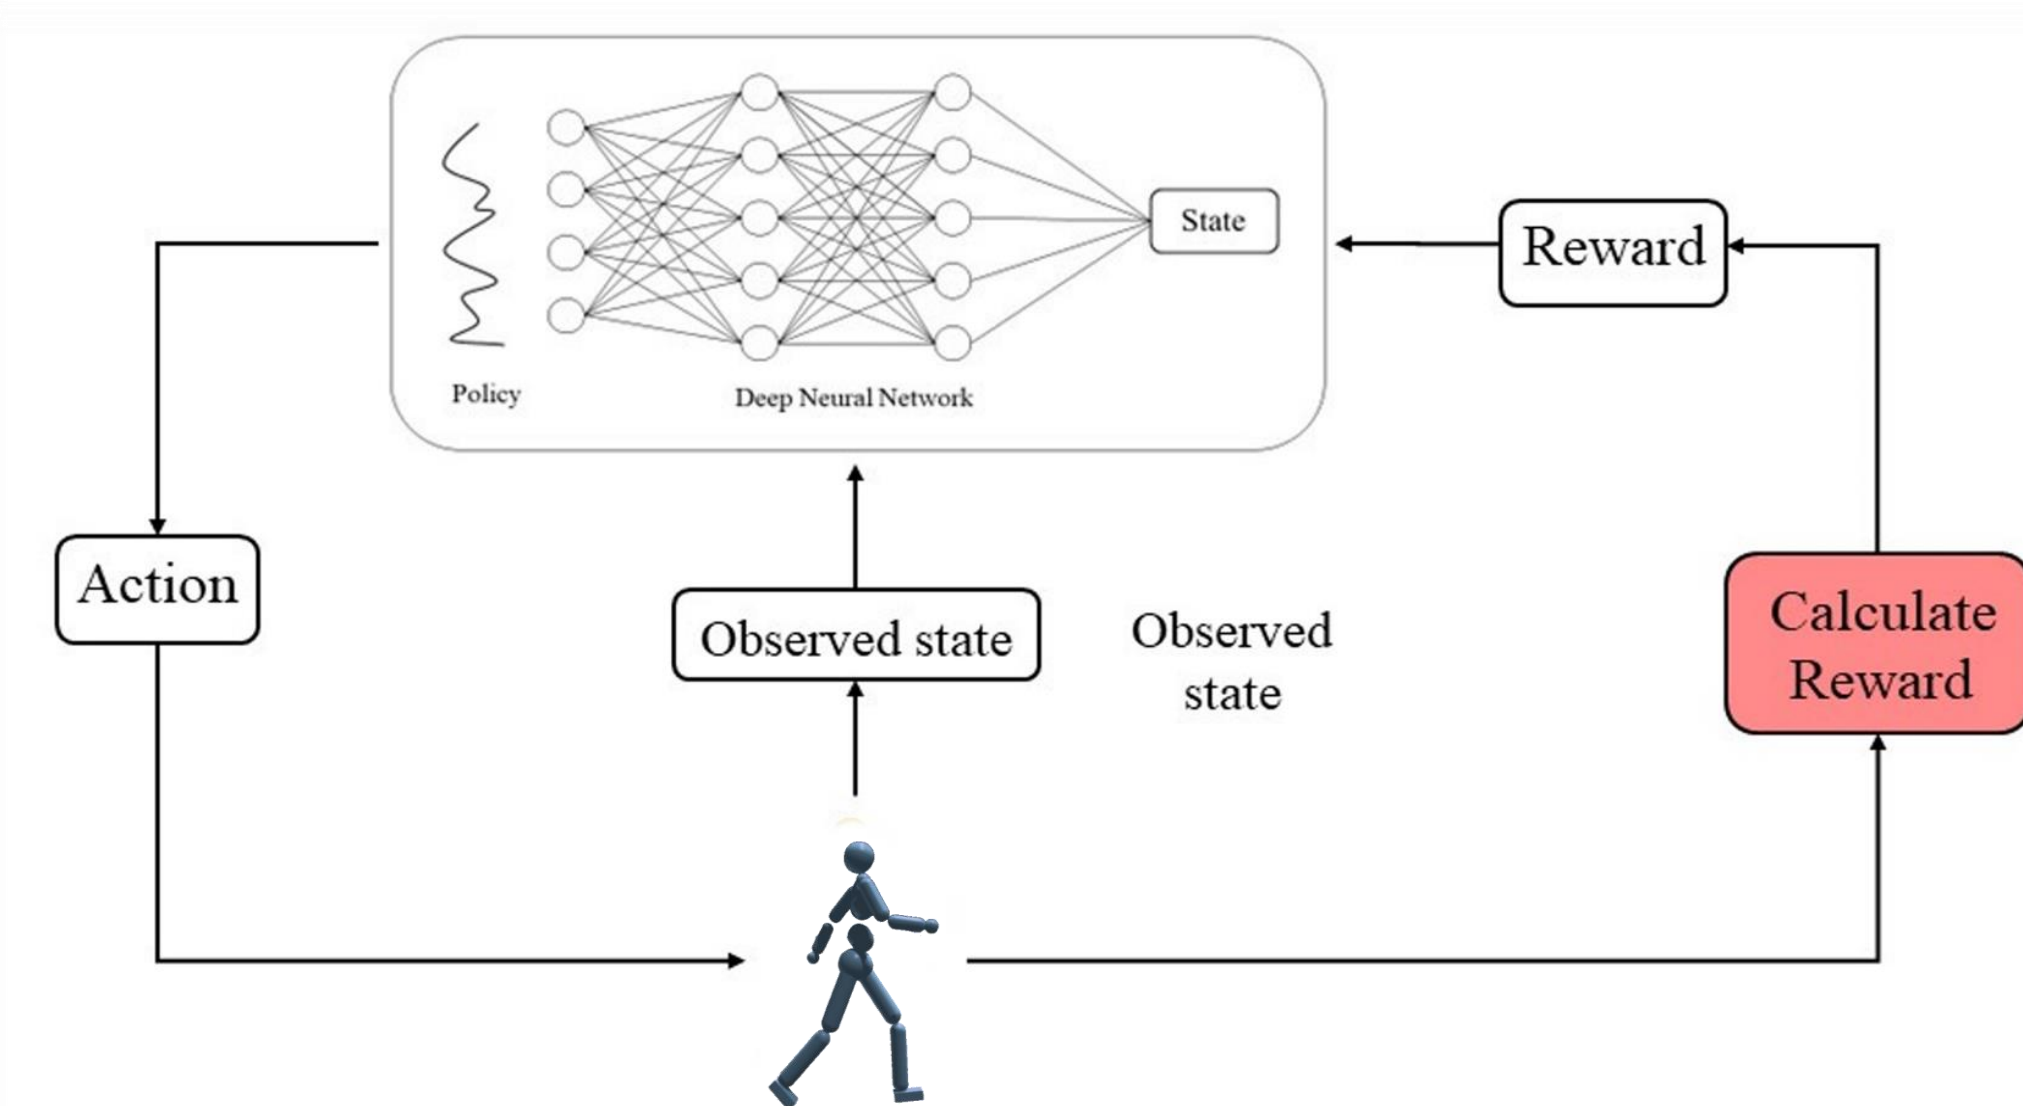 State
Reward
Policy
Deep Neural Network
Action
Observed state
Observed
state
Calculate
Reward